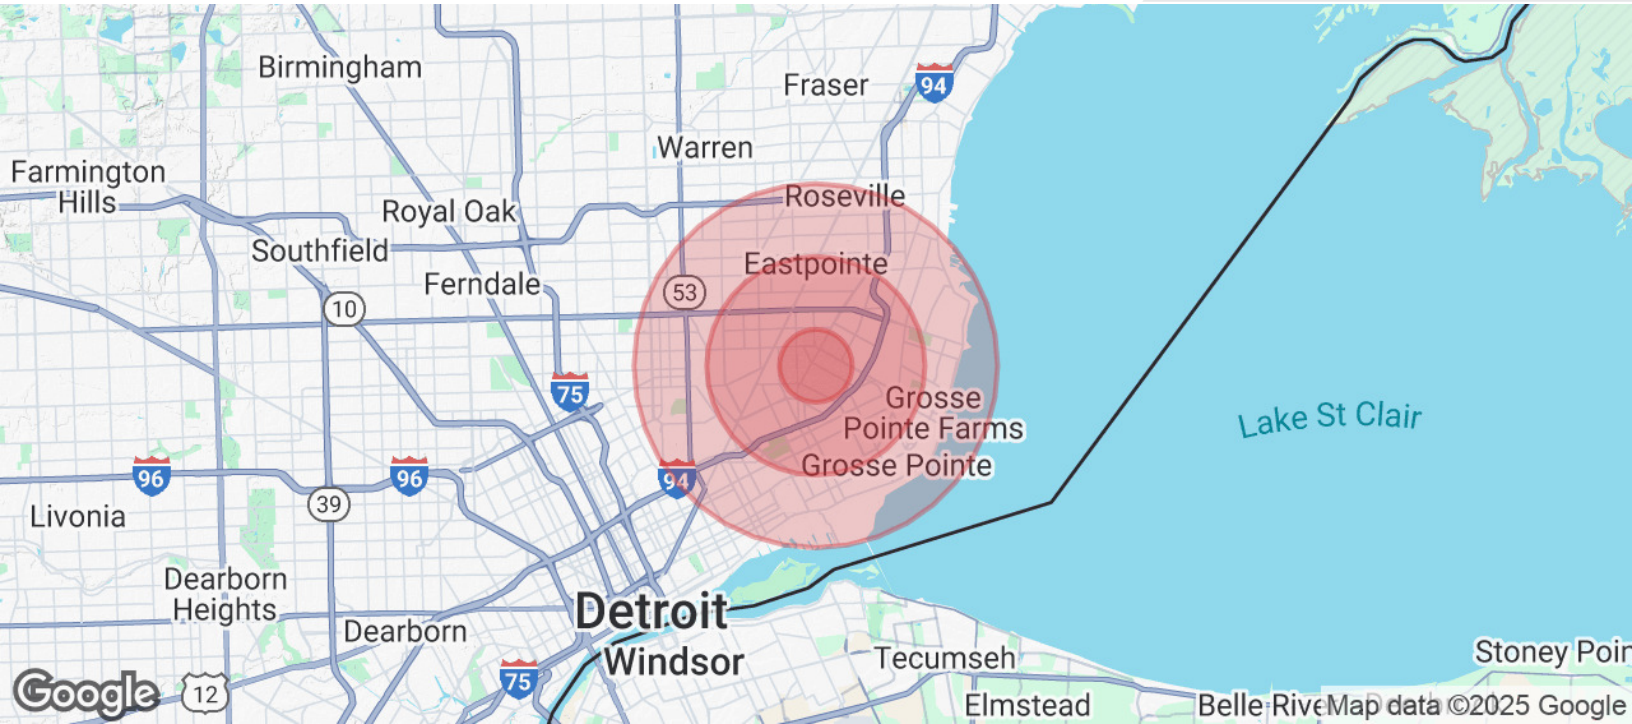 Birmingham
Fraser
94
Warren
Farmington
Hills
Roseville
Royal Oak
Southfield
Eastpointe
Ferndale
53
10
75
Grosse
Pointe Farms
Lake St Clair
Grosse Pointe
96
96
94
39
Livonia
Dearborn
Heights
Detroit
Dearborn
Windsor
Tecumseh
Stoney Poin
75
Google
12
Elmstead
Belle Rive
Map data ©2025 Google